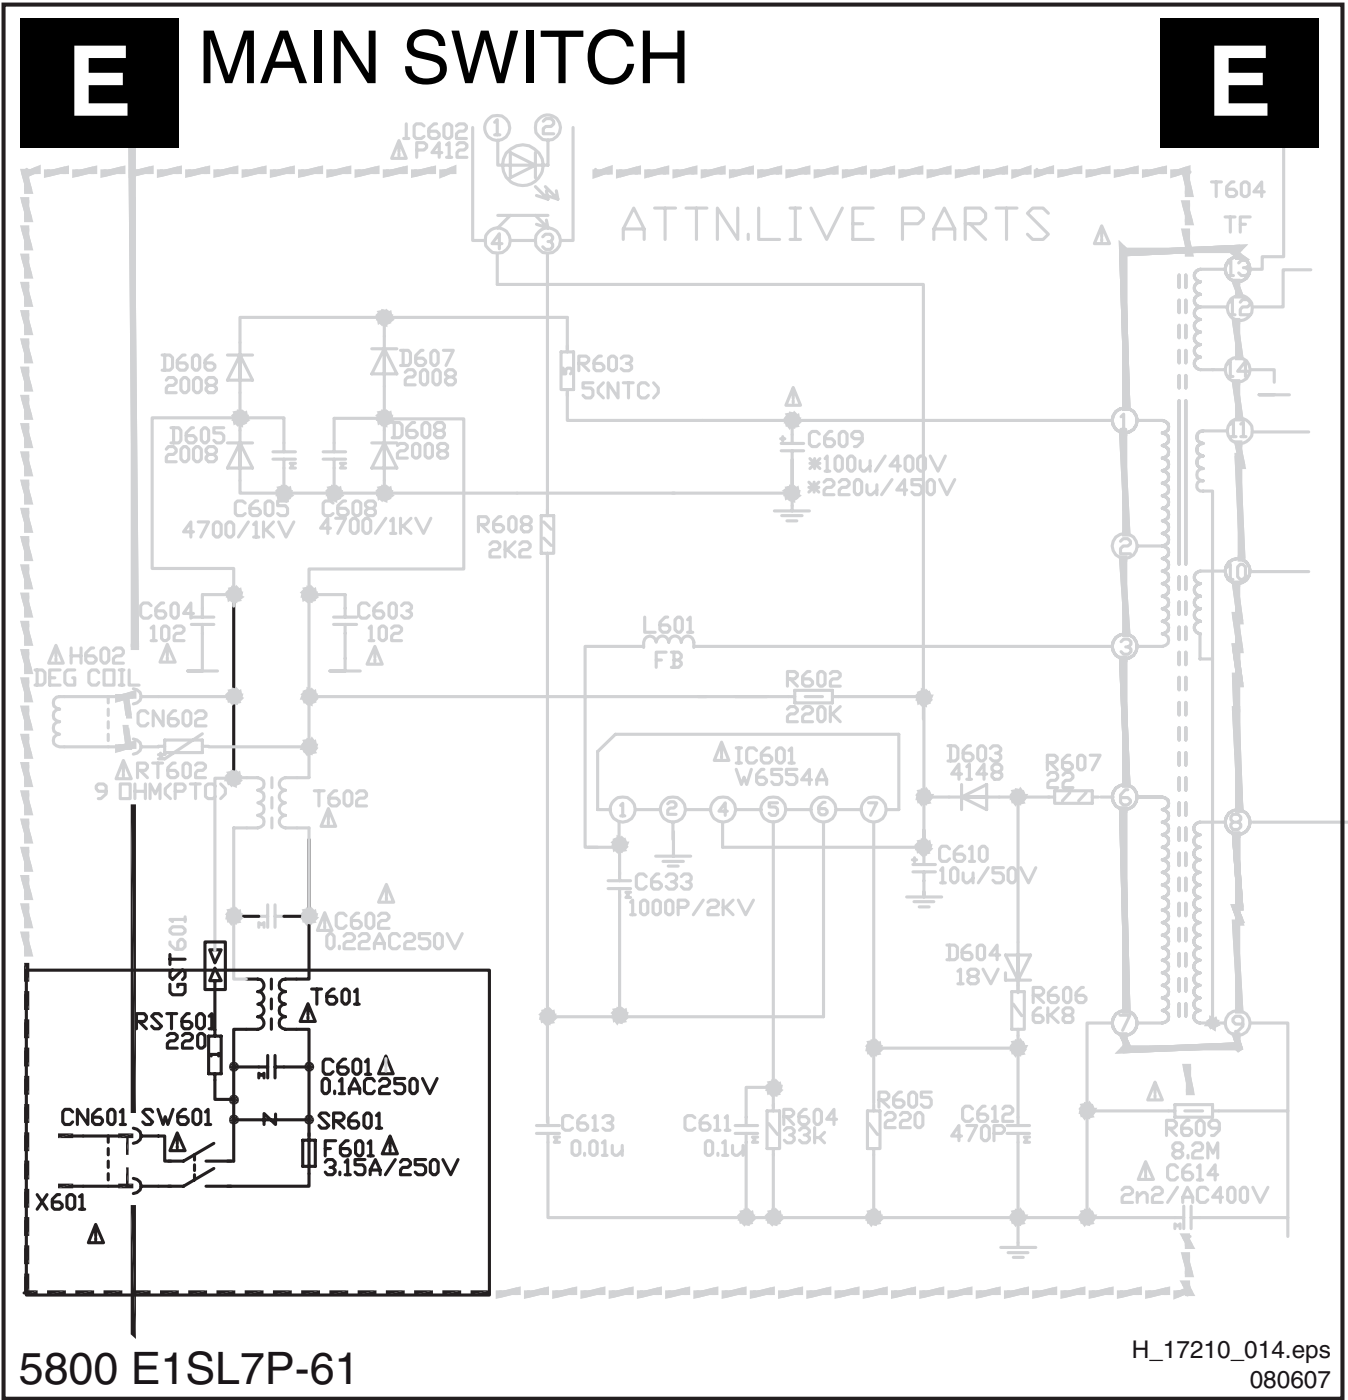 E MAIN SWITCH E
IC602
P412
1 2
4 3
ATTN.LIVE PARTS
T604
TF
13
12
14
11
10
8
9
1
2
3
6
7
D606
2008
D607
2008
R603
5(NTC)
D605
2008
D608
2008
C609
*100u/400V
*220u/450V
C605
4700/1KV
C608
4700/1KV
R608
2K2
C604
102
C603
102
L601
FB
H602
DEG COIL
CN602
R602
220K
RT602
9 OHM(PTC)
T602
IC601
W6554A
1 2 4 5 6 7
D603
4148
R607
22
C610
10u/50V
C633
1000P/2KV
C602
0.22AC250V
GST601
D604
18V
R606
6K8
T601
RST601
220
C601
0.1AC250V
CN601 SW601
SR601
F601
3.15A/250V
X601
C613
0.01u
C611
0.1u
R604
33k
R605
220
C612
470P
R609
8.2M
C614
2n2/AC400V
5800 E1SL7P-61
H_17210_014.eps
080607